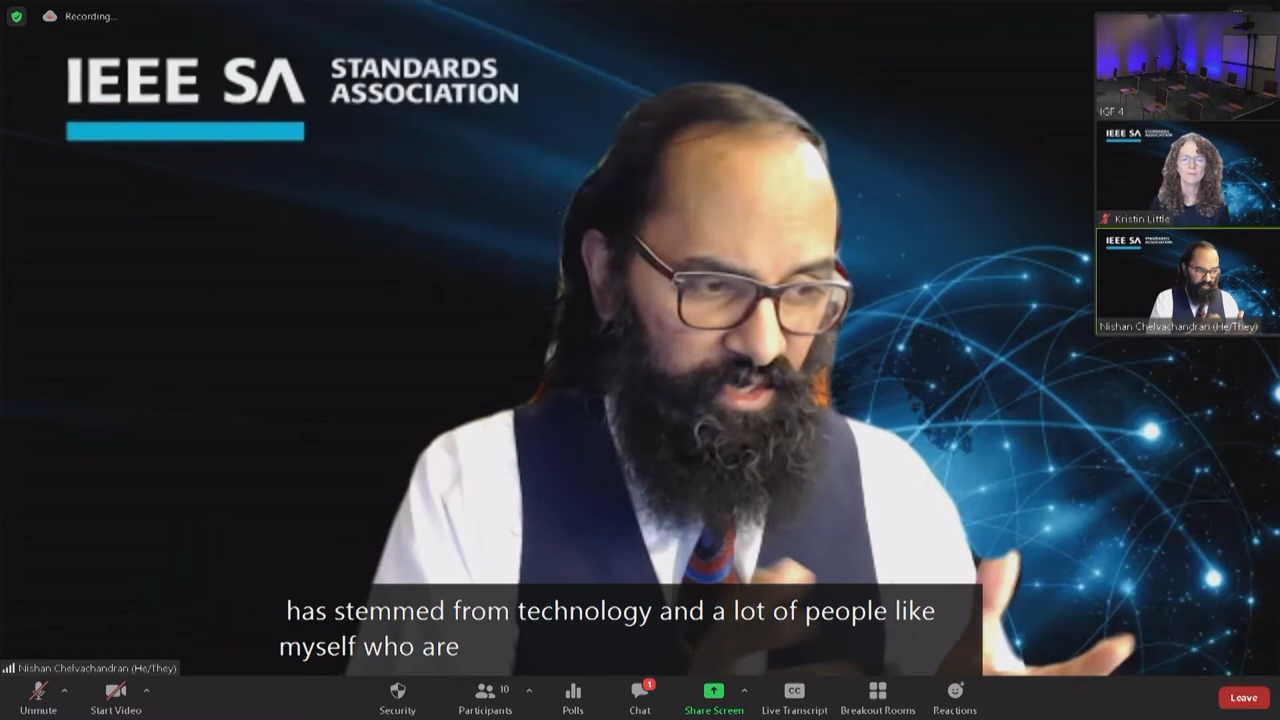 Recording...
IEEE SA STANDARDS
ASSOCIATION
IGF 4
IEEE SA STANDARDS
ASSOCIATION
Kristin Little
IEEE SA STANDARDS
ASSOCIATION
Nishan Chelvachandran (He/They)
has stemmed from technology and a lot of people like
myself who are
Nishan Chelvachandran (He/They)
Unmute
Start Video
Security
Participants 10
Polls
Chat 1
Share Screen
CC Live Transcript
Breakout Rooms
Reactions
Leave